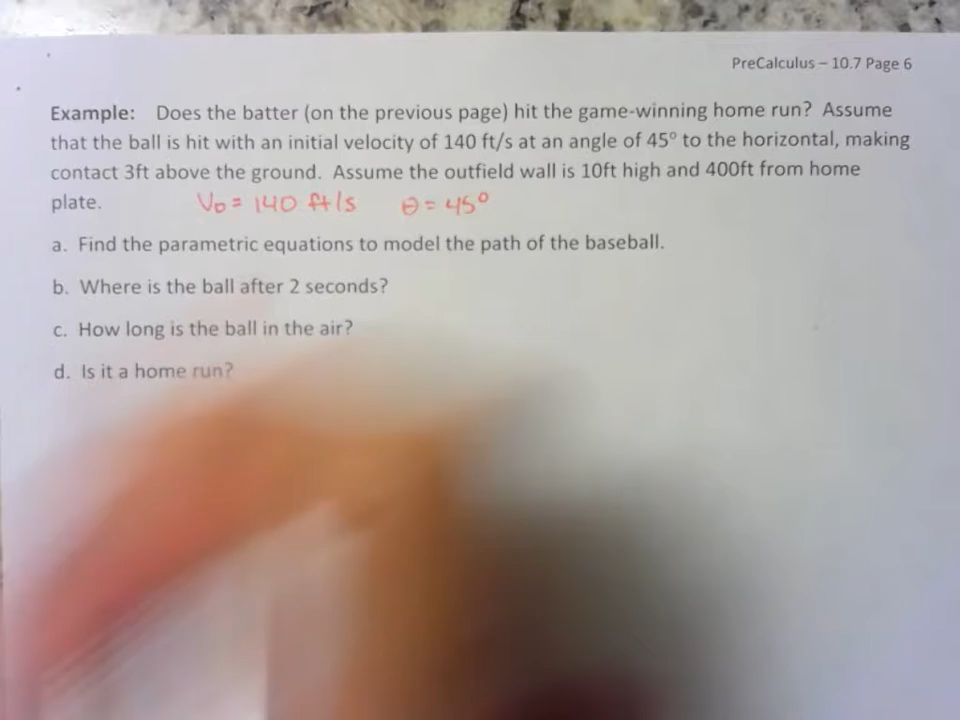 PreCalculus – 10.7 Page 6
Example: Does the batter (on the previous page) hit the game-winning home run? Assume
that the ball is hit with an initial velocity of 140 ft/s at an angle of 45° to the horizontal, making
contact 3ft above the ground. Assume the outfield wall is 10ft high and 400ft from home
plate. V₀ = 140 ft/s θ = 45°
a. Find the parametric equations to model the path of the baseball.
b. Where is the ball after 2 seconds?
c. How long is the ball in the air?
d. Is it a home run?